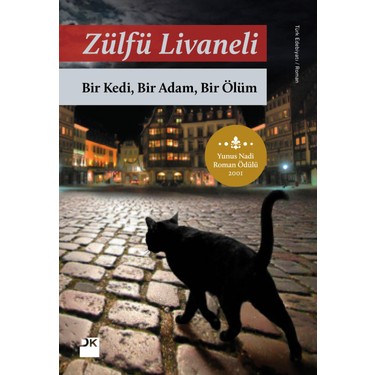 Zülfü Livaneli
Bir Kedi, Bir Adam, Bir Ölüm
Türk Edebiyatı / Roman
Yunus Nadi
Roman Ödülü
2001
DK